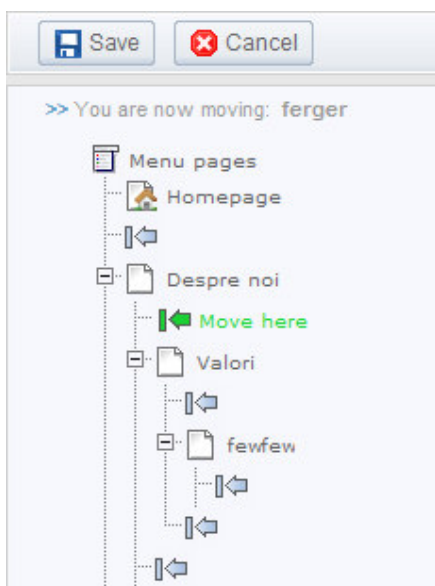 Save Cancel
>> You are now moving: ferger
Menu pages
Homepage
Despre noi
Move here
Valori
fewfew